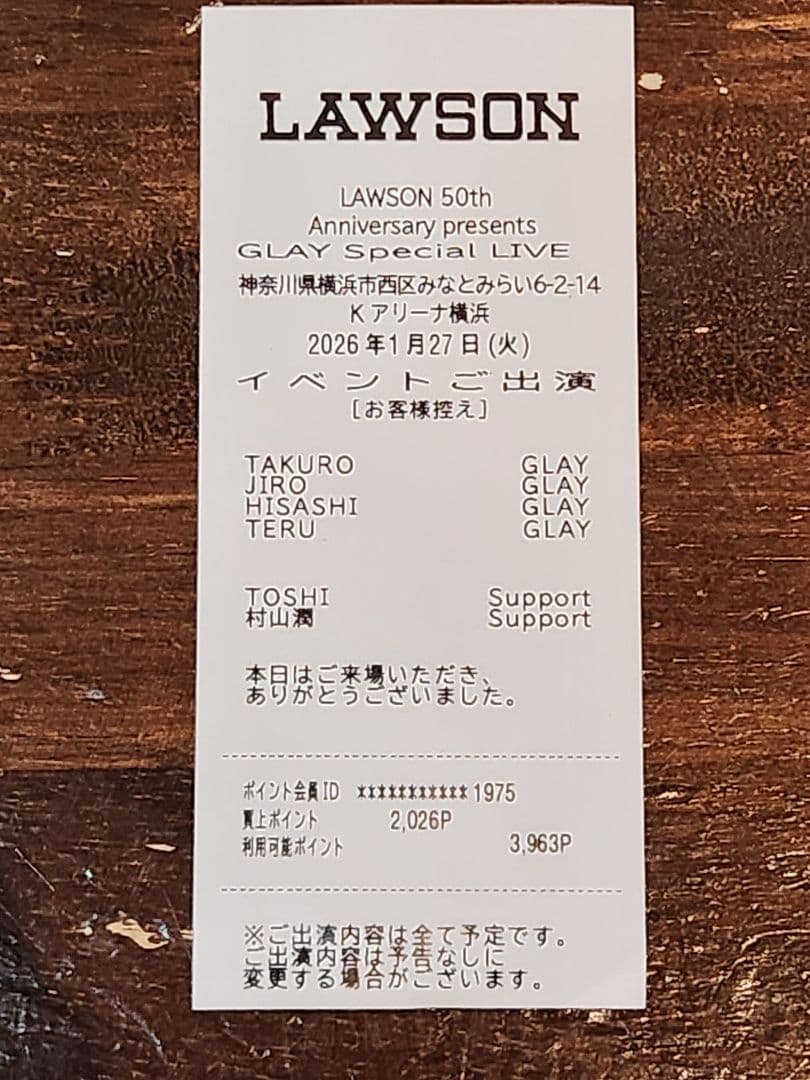 LAWSON
LAWSON 50th
Anniversary presents
GLAY Special LIVE
神奈川県横浜市西区みなとみらい6-2-14
Kアリーナ横浜
2026年1月27日(火)
イベントご出演
[お客様控え]
TAKURO GLAY
JIRO GLAY
HISASHI GLAY
TERU GLAY
TOSHI Support
村山潤 Support
本日はご来場いただき、
ありがとうございました。
ポイント会員ID ***********1975
買上ポイント 2,026P
利用可能ポイント 3,963P
※ご出演内容は全て予定です。
ご出演内容は予告なしに
変更する場合がございます。